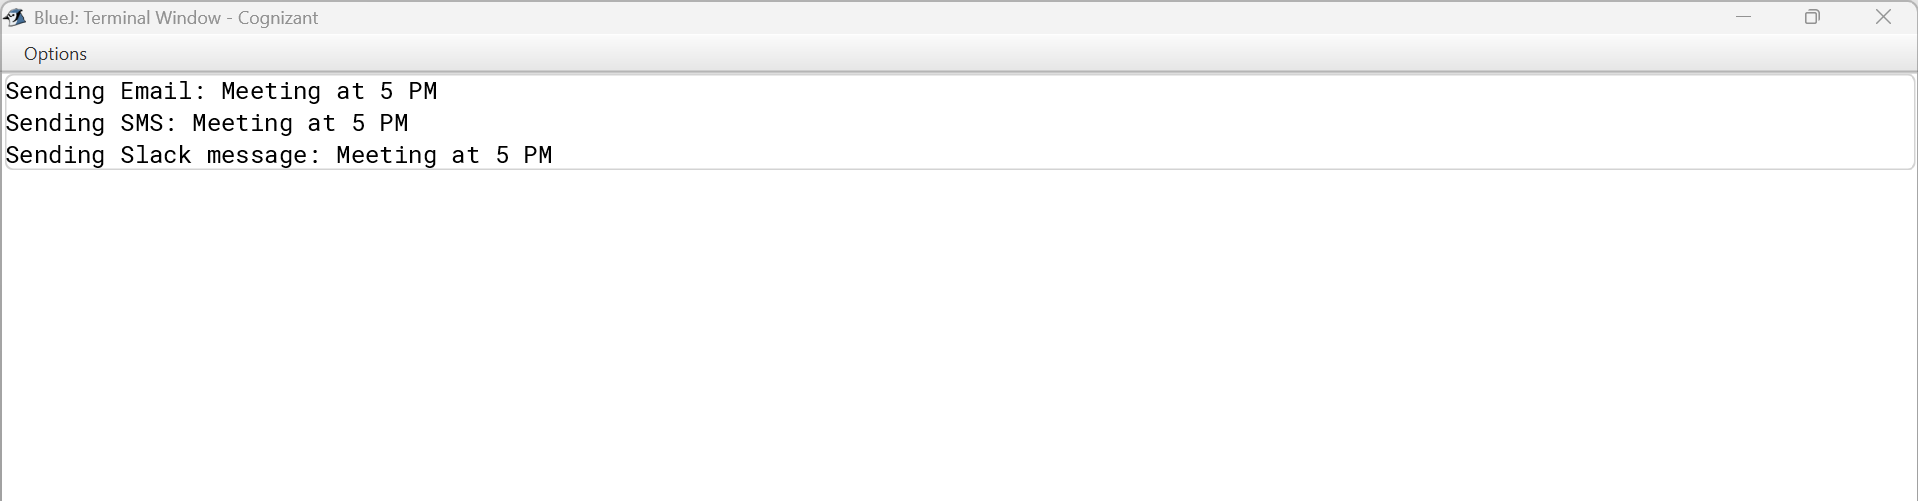 BlueJ: Terminal Window - Cognizant
Options
Sending Email: Meeting at 5 PM
Sending SMS: Meeting at 5 PM
Sending Slack message: Meeting at 5 PM